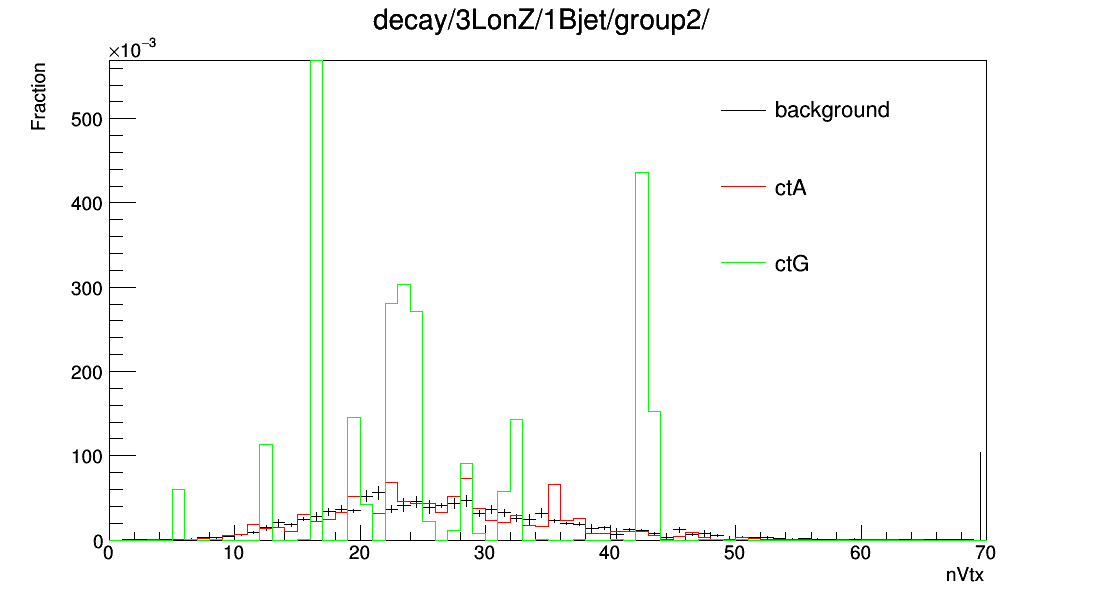 decay/3LonZ/1Bjet/group2/
×10⁻³
Fraction
500
400
300
200
100
0
background
ctA
ctG
0 10 20 30 40 50 60 70
nVtx